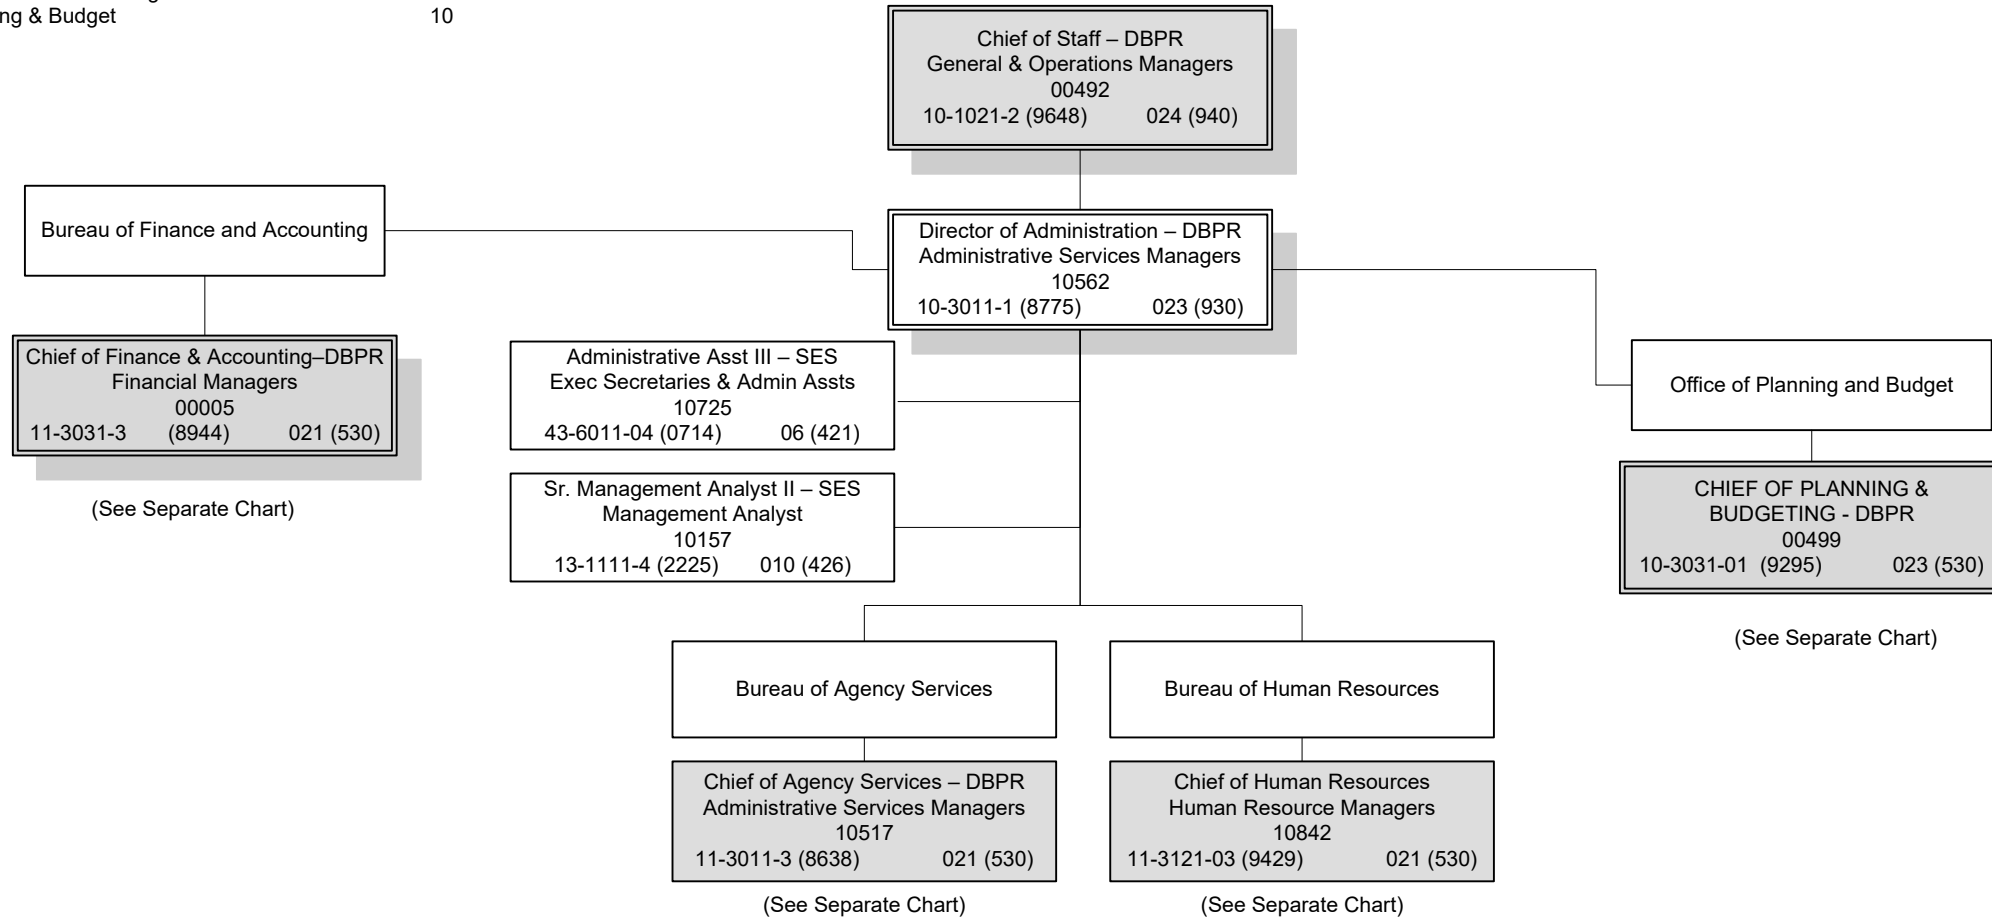 ng & Budget 10
Chief of Staff – DBPR
General & Operations Managers
00492
10-1021-2 (9648) 024 (940)
Bureau of Finance and Accounting
Director of Administration – DBPR
Administrative Services Managers
10562
10-3011-1 (8775) 023 (930)
Chief of Finance & Accounting–DBPR
Financial Managers
00005
11-3031-3 (8944) 021 (530)
(See Separate Chart)
Administrative Asst III – SES
Exec Secretaries & Admin Assts
10725
43-6011-04 (0714) 06 (421)
Sr. Management Analyst II – SES
Management Analyst
10157
13-1111-4 (2225) 010 (426)
Office of Planning and Budget
CHIEF OF PLANNING &
BUDGETING - DBPR
00499
10-3031-01 (9295) 023 (530)
(See Separate Chart)
Bureau of Agency Services
Chief of Agency Services – DBPR
Administrative Services Managers
10517
11-3011-3 (8638) 021 (530)
(See Separate Chart)
Bureau of Human Resources
Chief of Human Resources
Human Resource Managers
10842
11-3121-03 (9429) 021 (530)
(See Separate Chart)